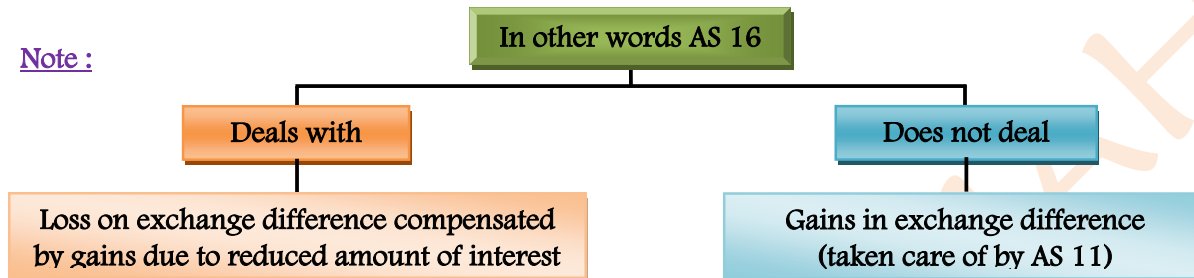 In other words AS 16
Note :
Deals with
Does not deal
Loss on exchange difference compensated
by gains due to reduced amount of interest
Gains in exchange difference
(taken care of by AS 11)